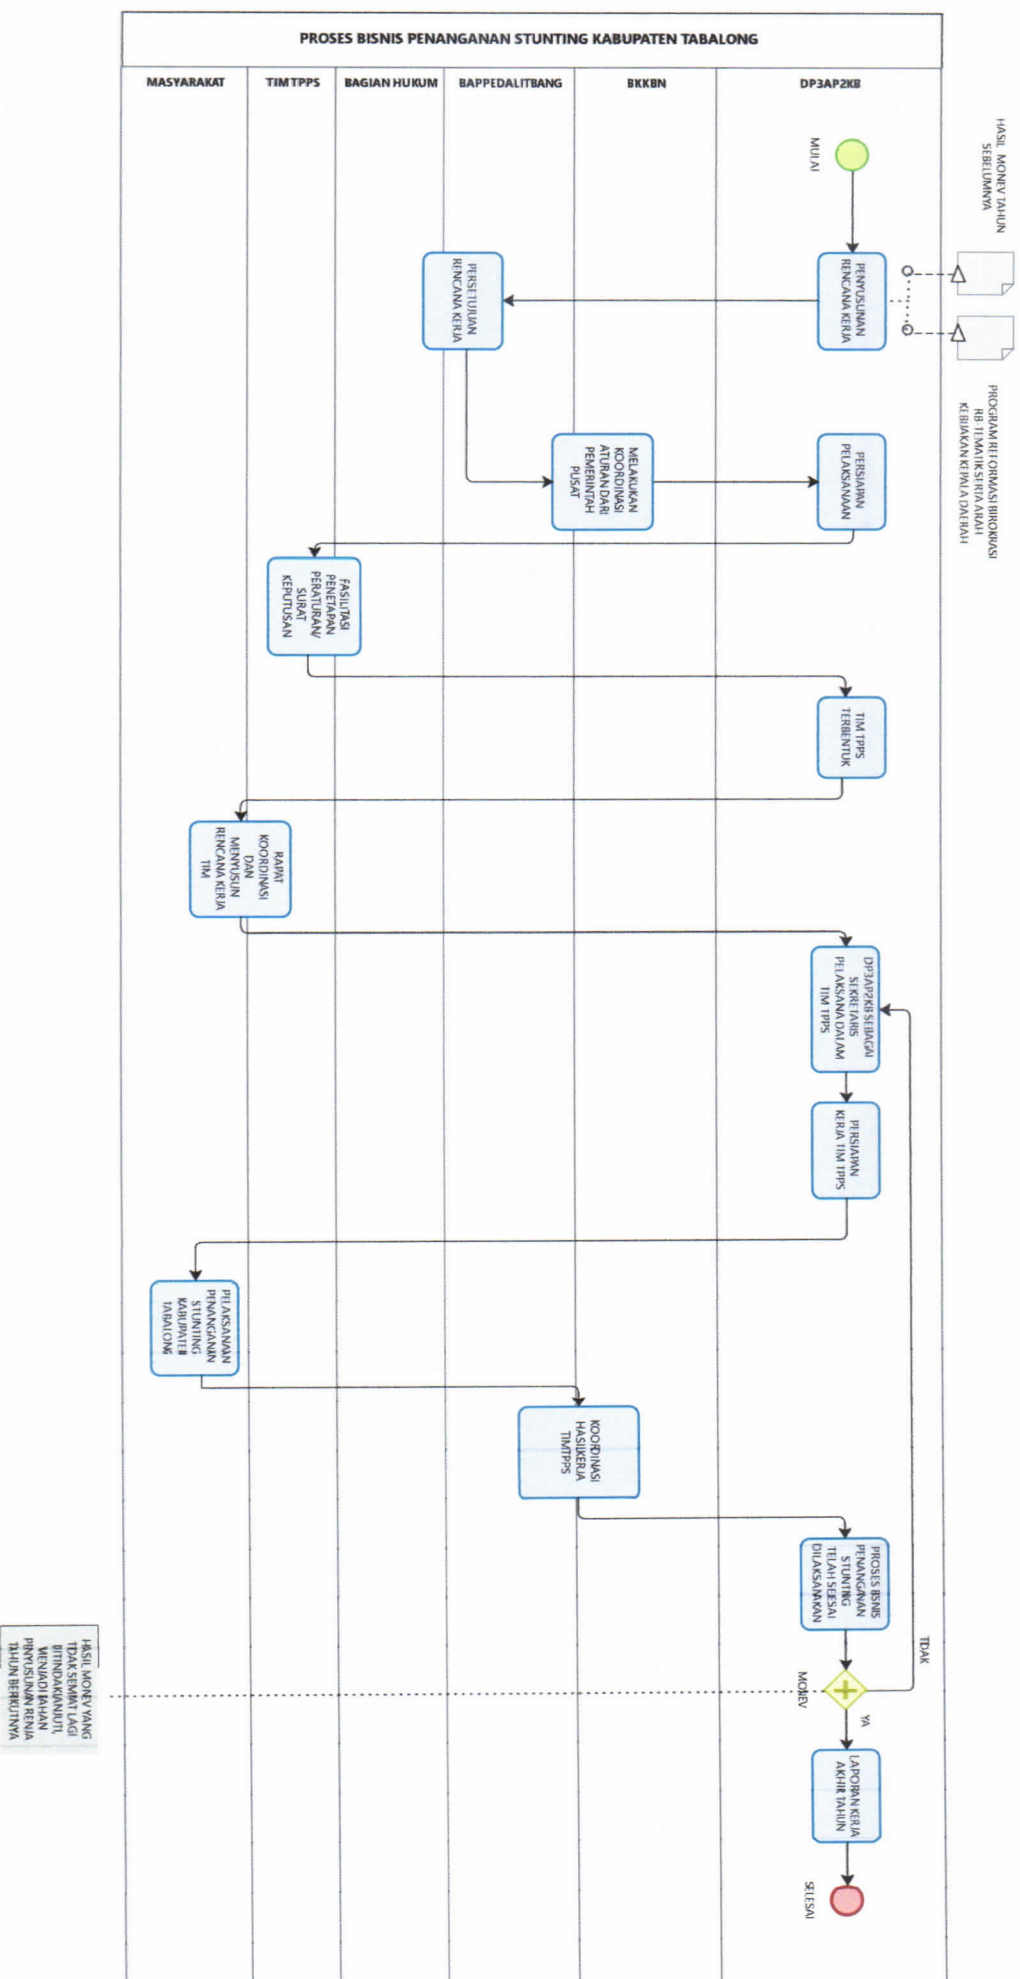 PROSES BISNIS PENANGANAN STUNTING KABUPATEN TABALONG
MASYARAKAT
TIM TPPS
BAGIAN HUKUM
BAPPEDALITBANG
BKKBN
DP3AP2KB
HASIL MONEV TAHUN
SEBELUMNYA
PROGRAM REFORMASI BIROKRASI
RB-TEMATIK SERTA ARAH
KEBIJAKAN KEPALA DAERAH
MULAI
PENYUSUNAN
RENCANA KERJA
PERSETUJUAN
RENCANA KERJA
MELAKUKAN
KOORDINASI
ATURAN DARI
PEMERINTAH
PUSAT
PERSIAPAN
PELAKSANAAN
FASILITASI
PENETAPAN
PERATURAN/
SURAT
KEPUTUSAN
TIM TPPS
TERBENTUK
RAPAT
KOORDINASI
DAN
MENYUSUN
RENCANA KERJA
TIM
DP3AP2KB SEBAGAI
SEKRETARIS
PELAKSANA DALAM
TIM TPPS
PERSIAPAN
KERJA TIM TPPS
PELAKSANAAN
PENANGANAN
STUNTING
KABUPATEN
TABALONG
KOORDINASI
HASIL KERJA
TIM TPPS
PROSES BISNIS
PENANGANAN
STUNTING
TELAH SELESAI
DILAKSANAKAN
TIDAK
MONEV
YA
LAPORAN KERJA
AKHIR TAHUN
SELESAI
HASIL MONEV YANG
TIDAK SEMPAT LAGI
DITINDAKLANJUTI,
MENJADI BAHAN
PENYUSUNAN RENJA
TAHUN BERIKUTNYA